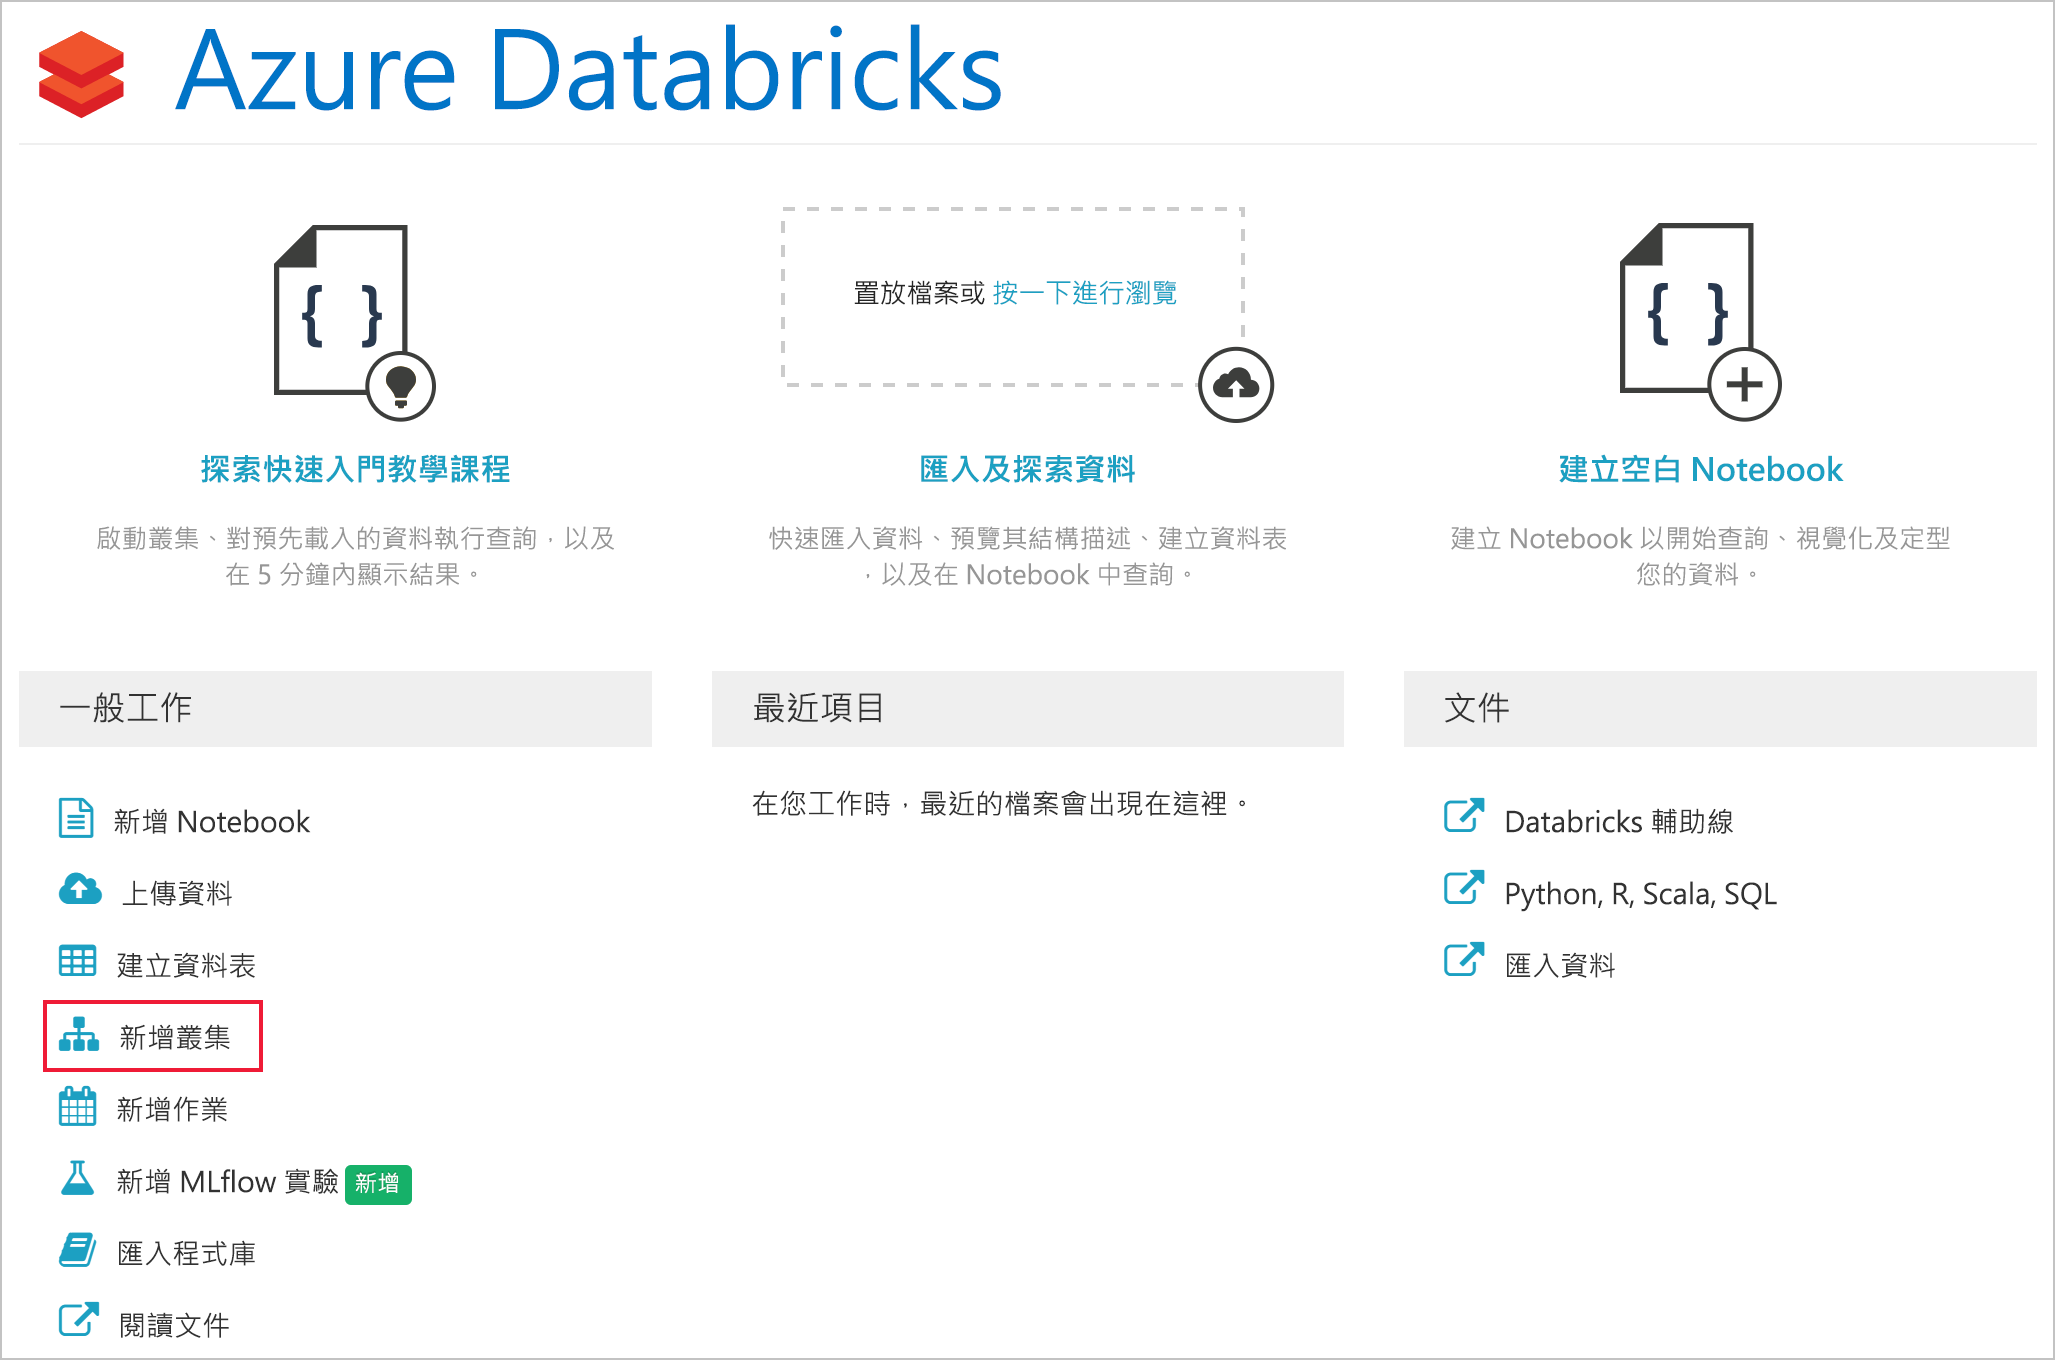 Azure Databricks
{ }
置放檔案或 按一下進行瀏覽
{ }
探索快速入門教學課程
啟動叢集、對預先載入的資料執行查詢，以及
在 5 分鐘內顯示結果。
匯入及探索資料
快速匯入資料、預覽其結構描述、建立資料表
，以及在 Notebook 中查詢。
建立空白 Notebook
建立 Notebook 以開始查詢、視覺化及定型
您的資料。
一般工作
新增 Notebook
上傳資料
建立資料表
新增叢集
新增作業
新增 MLflow 實驗 新增
匯入程式庫
閱讀文件
最近項目
在您工作時，最近的檔案會出現在這裡。
文件
Databricks 輔助線
Python, R, Scala, SQL
匯入資料